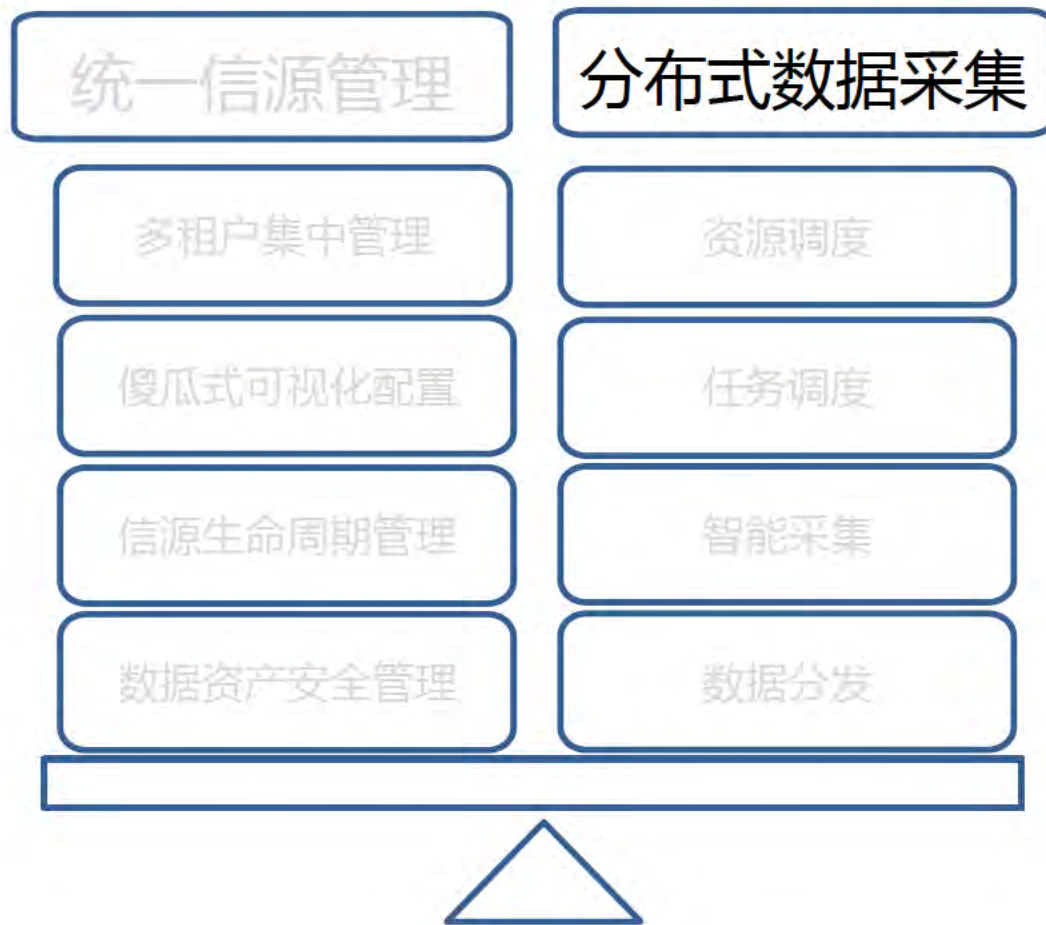 统一信源管理
分布式数据采集
多租户集中管理
资源调度
傻瓜式可视化配置
任务调度
信源生命周期管理
智能采集
数据资产安全管理
数据分发